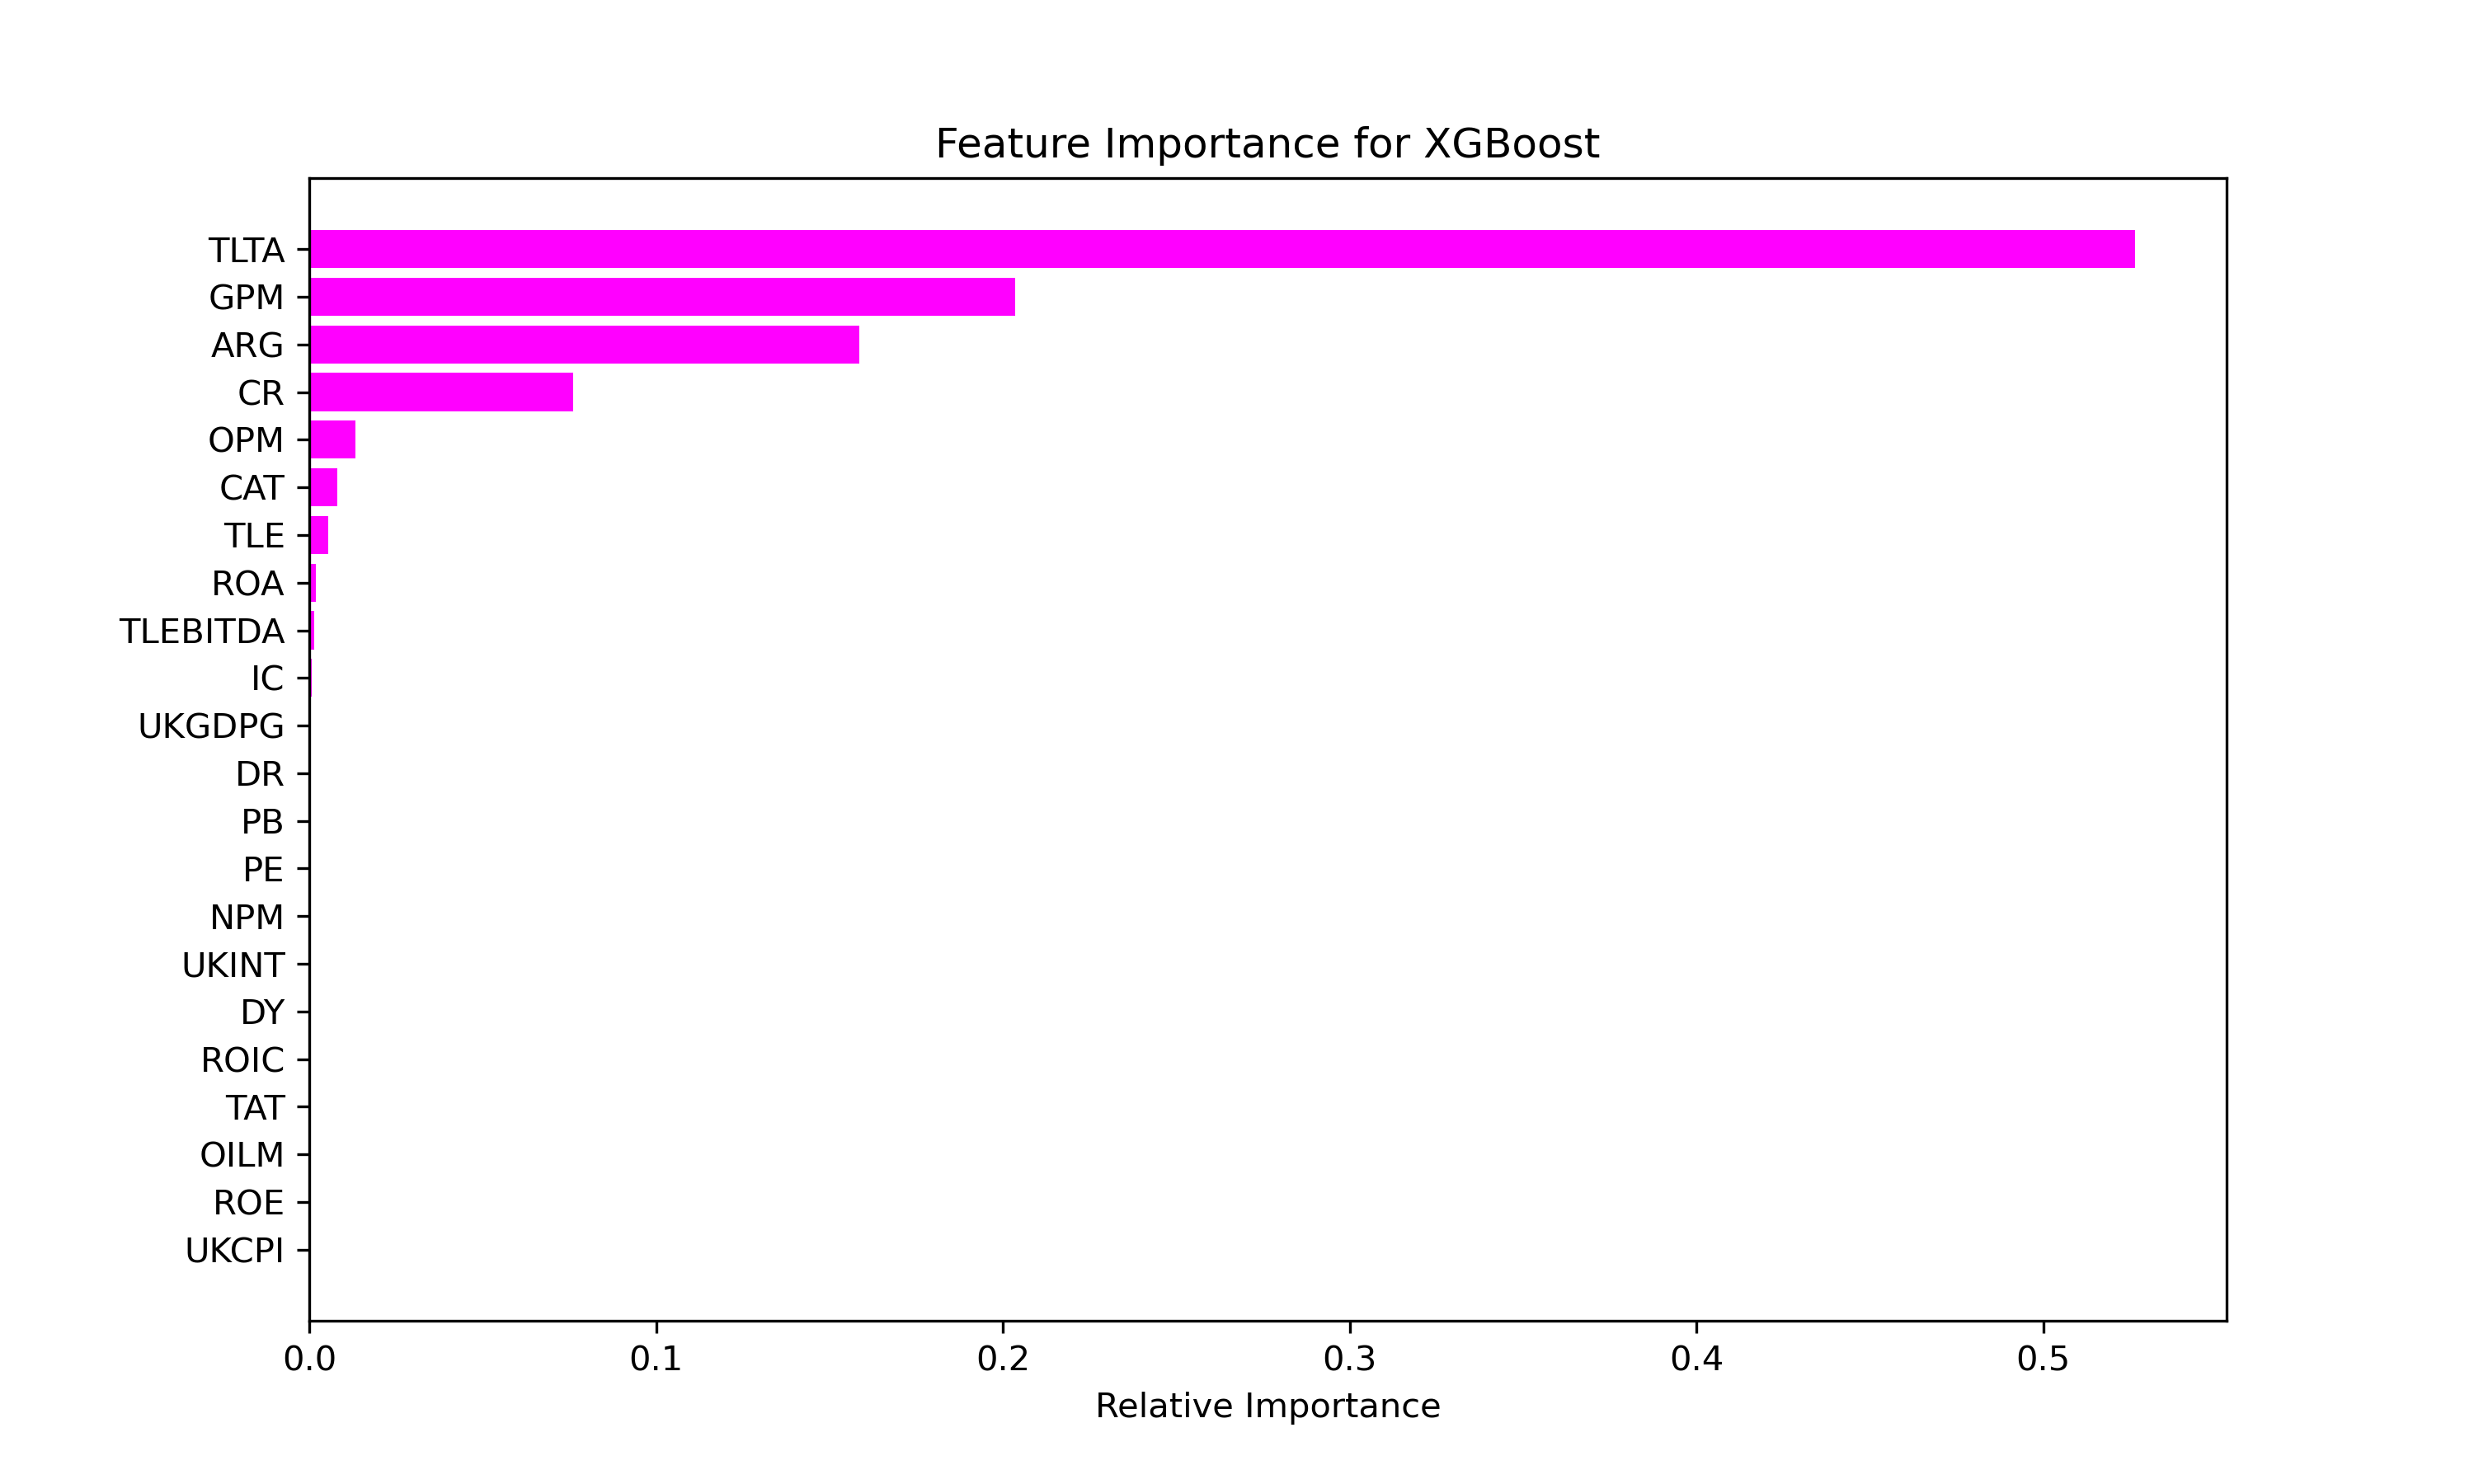 Feature Importance for XGBoost
TLTA
GPM
ARG
CR
OPM
CAT
TLE
ROA
TLEBITDA
IC
UKGDPG
DR
PB
PE
NPM
UKINT
DY
ROIC
TAT
OILM
ROE
UKCPI
0.0 0.1 0.2 0.3 0.4 0.5
Relative Importance